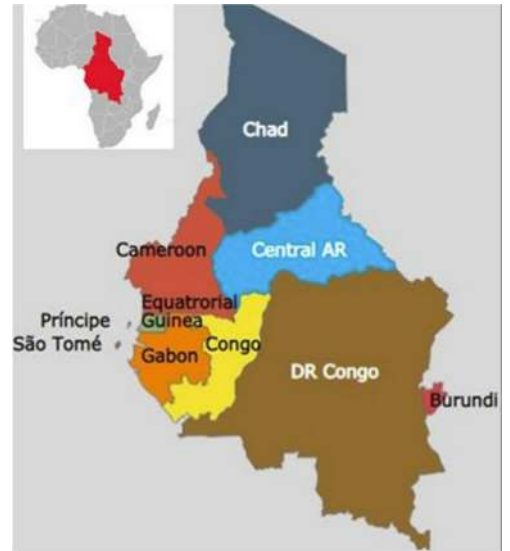 Chad
Cameroon
Central AR
Equatrorial
Guinea
Príncipe
São Tomé
Gabon
Congo
DR Congo
Burundi